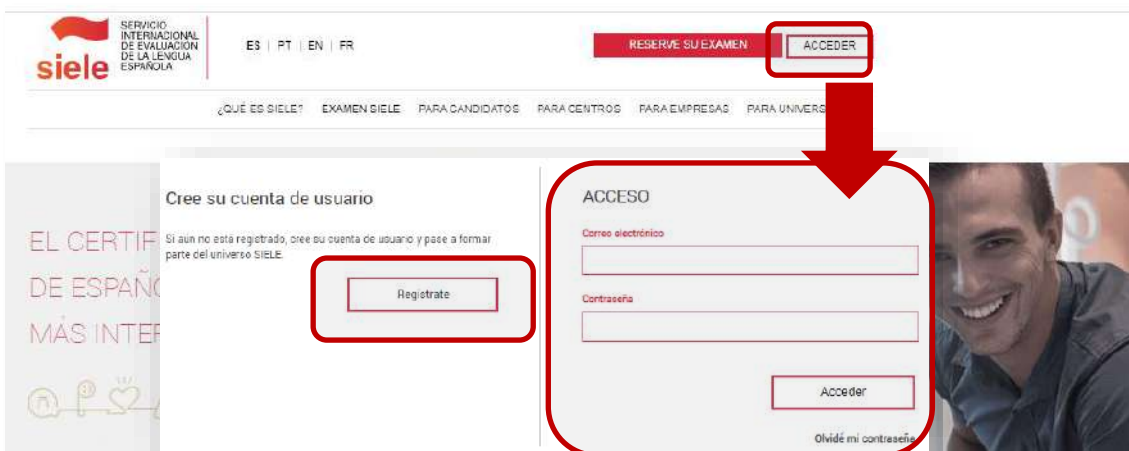 SERVICIO
INTERNACIONAL
DE EVALUACIÓN
DE LA LENGUA
ESPAÑOLA
siele
ES | PT | EN | FR
RESERVE SU EXAMEN
ACCEDER
¿QUÉ ES SIELE? EXAMEN SIELE PARA CANDIDATOS PARA CENTROS PARA EMPRESAS PARA UNIVERS
EL CERTIF
DE ESPAÑO
MÁS INTER
Cree su cuenta de usuario
Si aún no está registrado, cree su cuenta de usuario y pase a formar
parte del universo SIELE.
Regístrate
ACCESO
Correo electrónico
Contraseña
Acceder
Olvidé mi contraseña